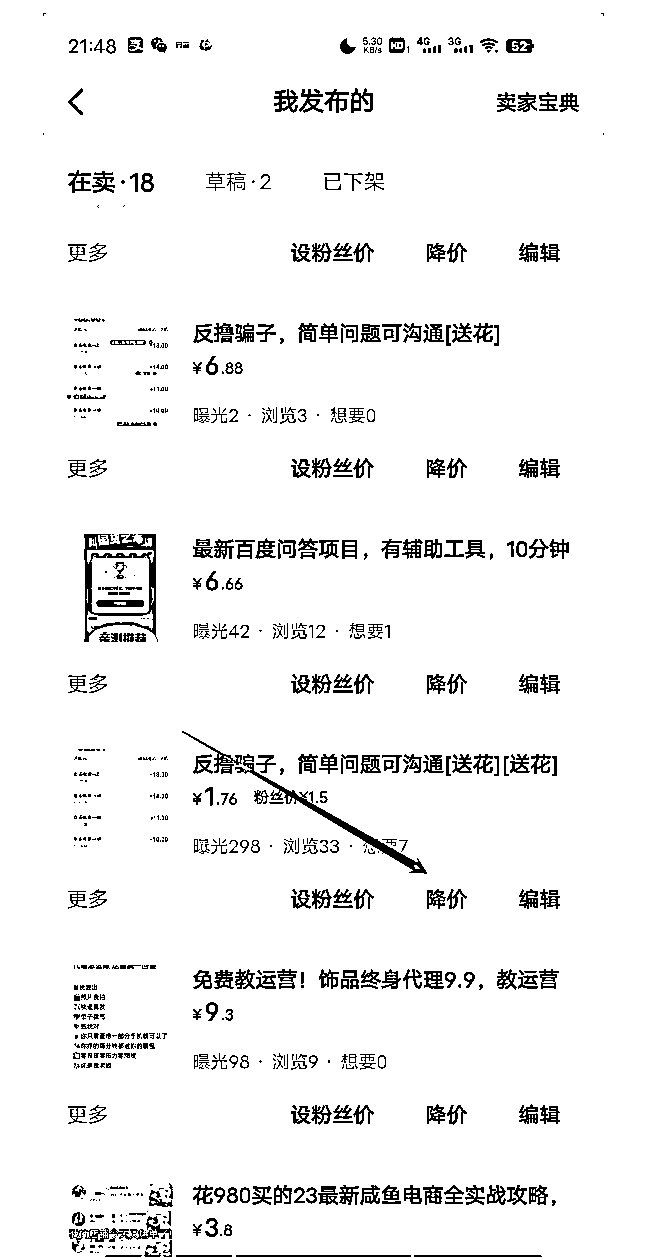 21:48
5.30 KB/s HD 1 4G 3G 62
我发布的 卖家宝典
在卖·18 草稿·2 已下架
更多 设粉丝价 降价 编辑
反撸骗子，简单问题可沟通[送花]
¥6.88
曝光2 · 浏览3 · 想要0
更多 设粉丝价 降价 编辑
最新百度问答项目，有辅助工具，10分钟
¥6.66
曝光42 · 浏览12 · 想要1
更多 设粉丝价 降价 编辑
反撸骗子，简单问题可沟通[送花][送花]
¥1.76 粉丝价¥1.5
曝光298 · 浏览33 · 想要7
更多 设粉丝价 降价 编辑
免费教运营！饰品终身代理9.9，教运营
¥9.3
曝光98 · 浏览9 · 想要0
更多 设粉丝价 降价 编辑
花980买的23最新咸鱼电商全实战攻略，
¥3.8